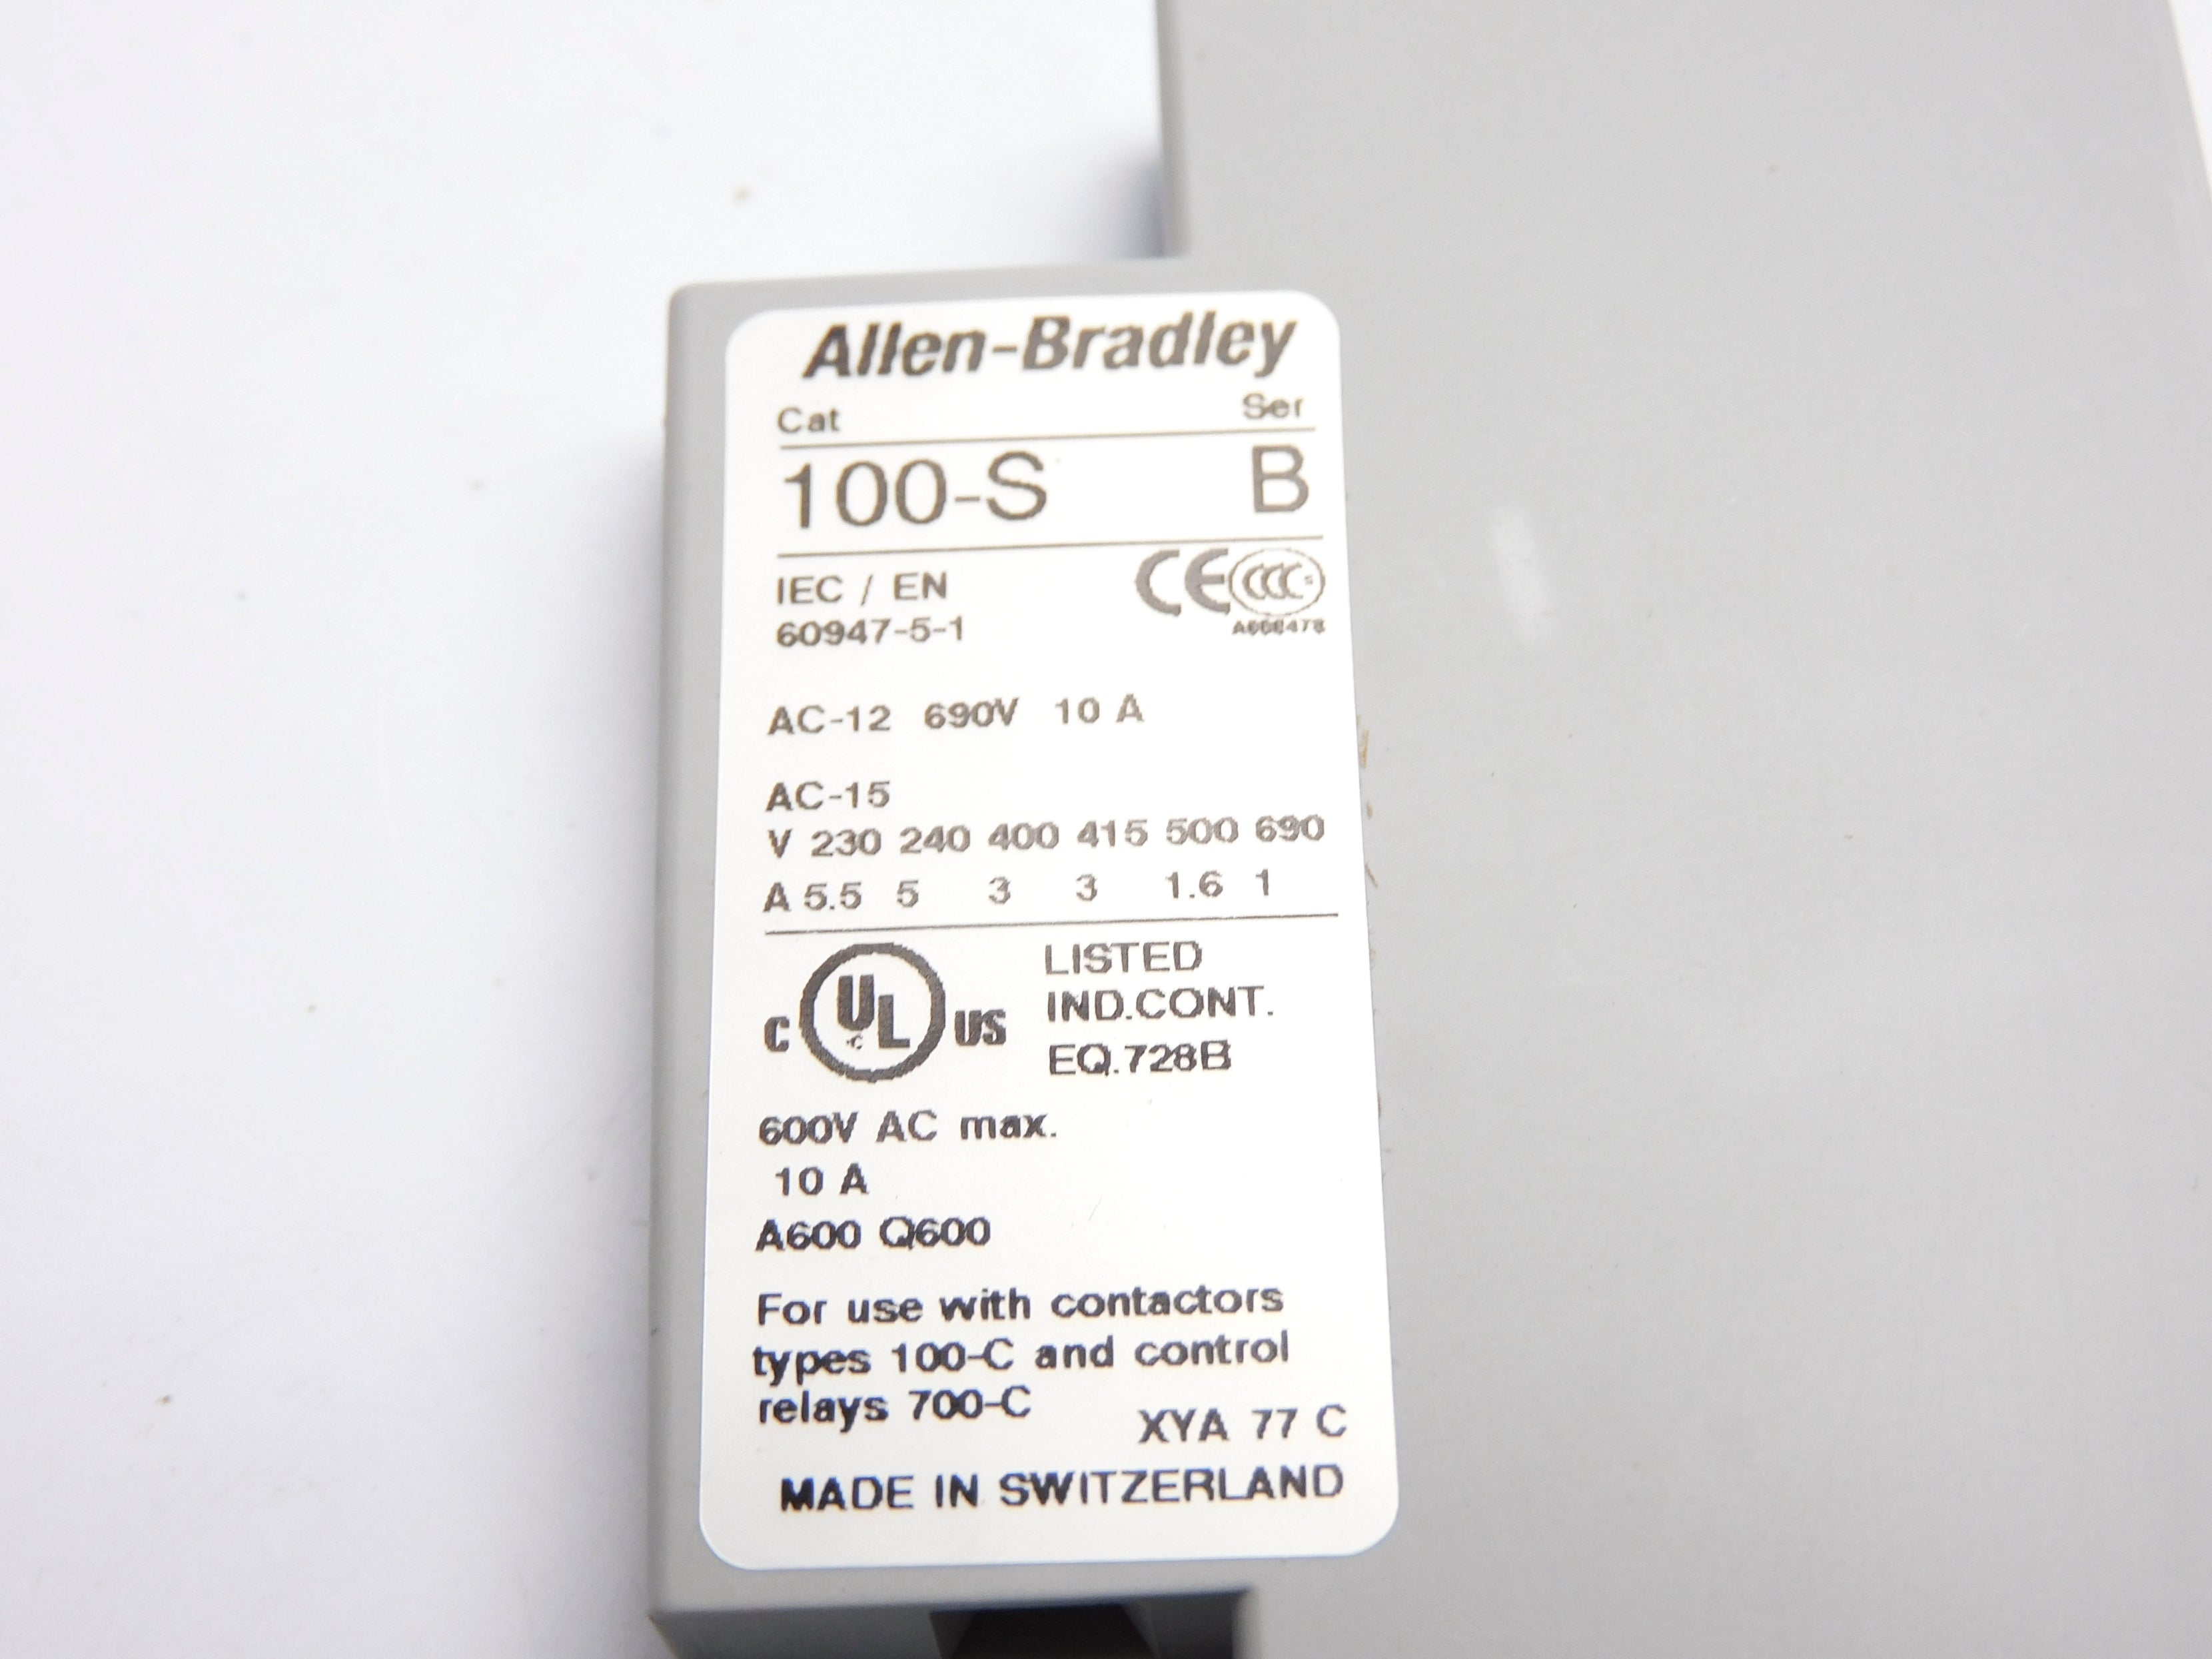 Allen-Bradley
Cat Ser
100-S B
IEC / EN CE CCC S
60947-5-1
AC-12 690V 10 A
AC-15
V 230 240 400 415 500 690
A 5.5 5 3 3 1.6 1
C UL US LISTED
IND.CONT.
EQ.728B
600V AC max.
10 A
A600 Q600
For use with contactors
types 100-C and control
relays 700-C
XYA 77 C
MADE IN SWITZERLAND